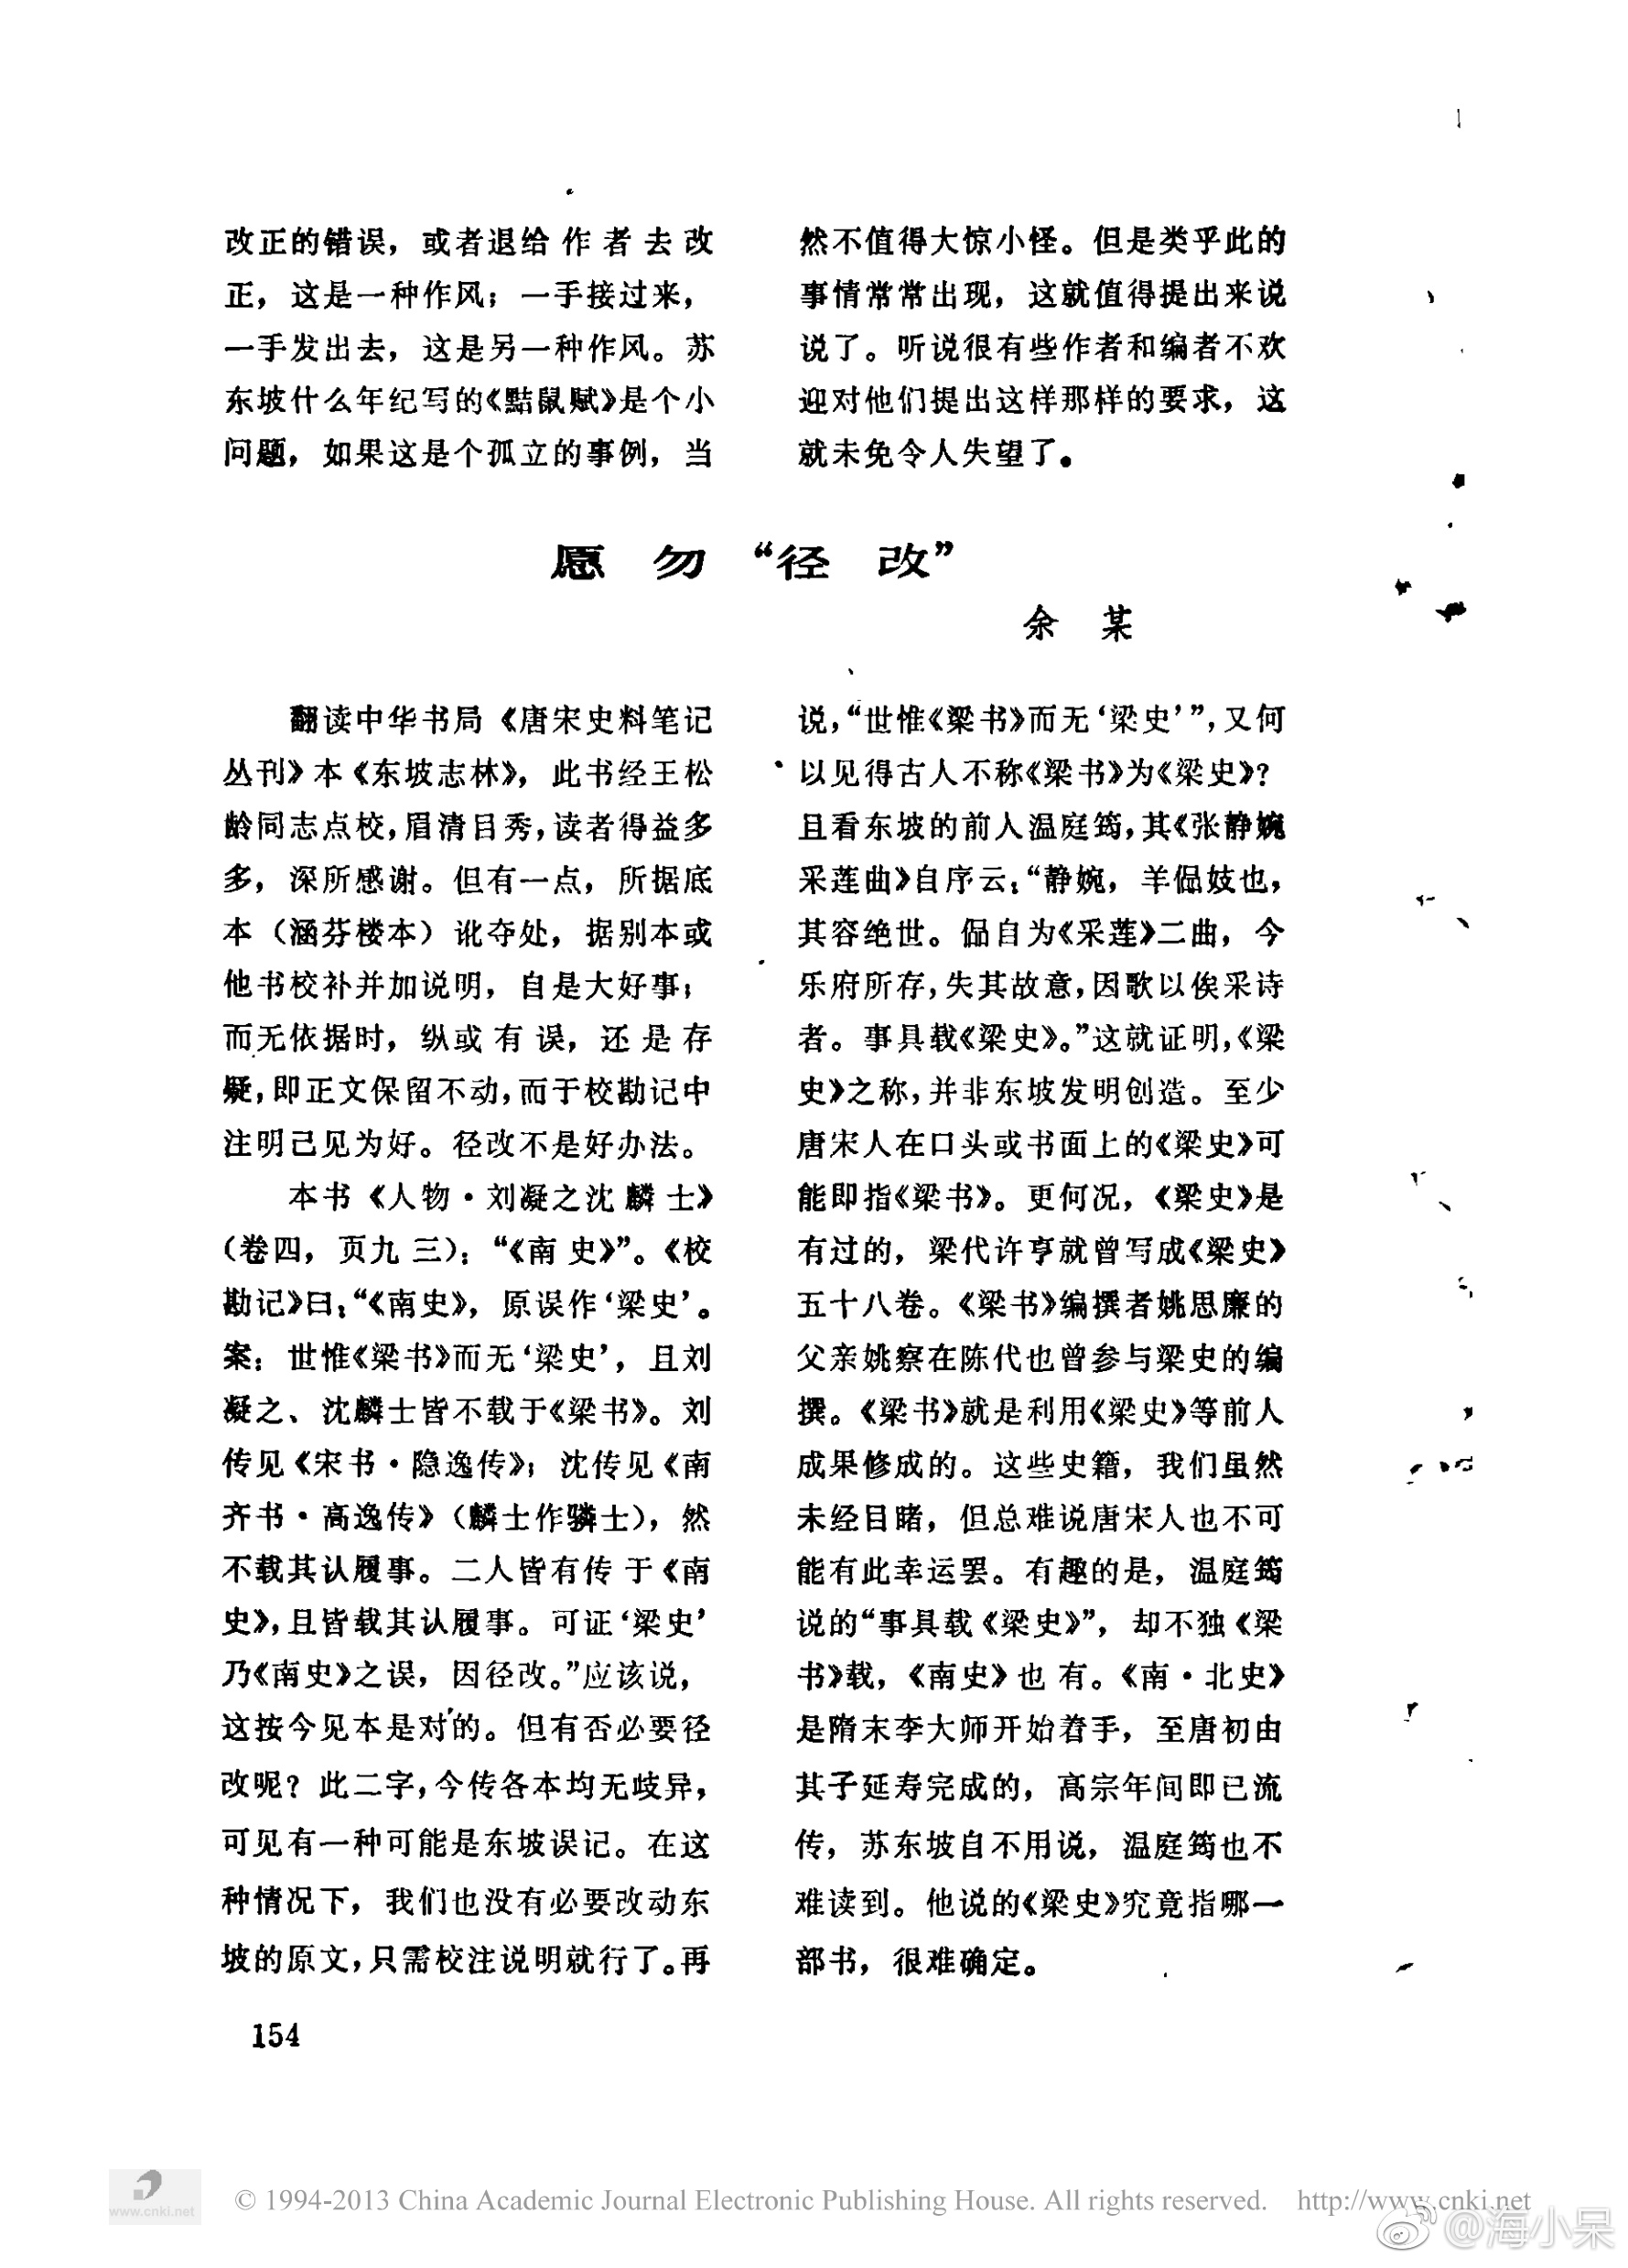 改正的错误，或者退给作者去改
正，这是一种作风；一手接过来，
一手发出去，这是另一种作风。苏
东坡什么年纪写的《黠鼠赋》是个小
问题，如果这是个孤立的事例，当
然不值得大惊小怪。但是类乎此的
事情常常出现，这就值得提出来说
说了。听说很有些作者和编者不欢
迎对他们提出这样那样的要求，这
就未免令人失望了。
愿勿“径改”
余某
翻读中华书局《唐宋史料笔记
丛刊》本《东坡志林》，此书经王松
龄同志点校，眉清目秀，读者得益多
多，深所感谢。但有一点，所据底
本（涵芬楼本）讹夺处，据别本或
他书校补并加说明，自是大好事；
而无依据时，纵或有误，还是存
疑，即正文保留不动，而于校勘记中
注明己见为好。径改不是好办法。
本书《人物·刘凝之沈麟士》
（卷四，页九三）：“《南史》”。《校
勘记》曰：“《南史》，原误作‘梁史’。
案：世惟《梁书》而无‘梁史’，且刘
凝之、沈麟士皆不载于《梁书》。刘
传见《宋书·隐逸传》；沈传见《南
齐书·高逸传》（麟士作驎士），然
不载其认履事。二人皆有传于《南
史》，且皆载其认履事。可证‘梁史’
乃《南史》之误，因径改。”应该说，
这按今见本是对的。但有否必要径
改呢？此二字，今传各本均无歧异，
可见有一种可能是东坡误记。在这
种情况下，我们也没有必要改动东
坡的原文，只需校注说明就行了。再
说，“世惟《梁书》而无‘梁史’”，又何
以见得古人不称《梁书》为《梁史》？
且看东坡的前人温庭筠，其《张静婉
采莲曲》自序云：“静婉，羊侃妓也，
其容绝世。侃自为《采莲》二曲，今
乐府所存，失其故意，因歌以俟采诗
者。事具载《梁史》。”这就证明，《梁
史》之称，并非东坡发明创造。至少
唐宋人在口头或书面上的《梁史》可
能即指《梁书》。更何况，《梁史》是
有过的，梁代许亨就曾写成《梁史》
五十八卷。《梁书》编撰者姚思廉的
父亲姚察在陈代也曾参与梁史的编
撰。《梁书》就是利用《梁史》等前人
成果修成的。这些史籍，我们虽然
未经目睹，但总难说唐宋人也不可
能有此幸运罢。有趣的是，温庭筠
说的“事具载《梁史》”，却不独《梁
书》载，《南史》也有。《南·北史》
是隋末李大师开始着手，至唐初由
其子延寿完成的，高宗年间即已流
传，苏东坡自不用说，温庭筠也不
难读到。他说的《梁史》究竟指哪一
部书，很难确定。
154
www.cnki.net
© 1994-2013 China Academic Journal Electronic Publishing House. All rights reserved. http://www.cnki.net
@海小呆